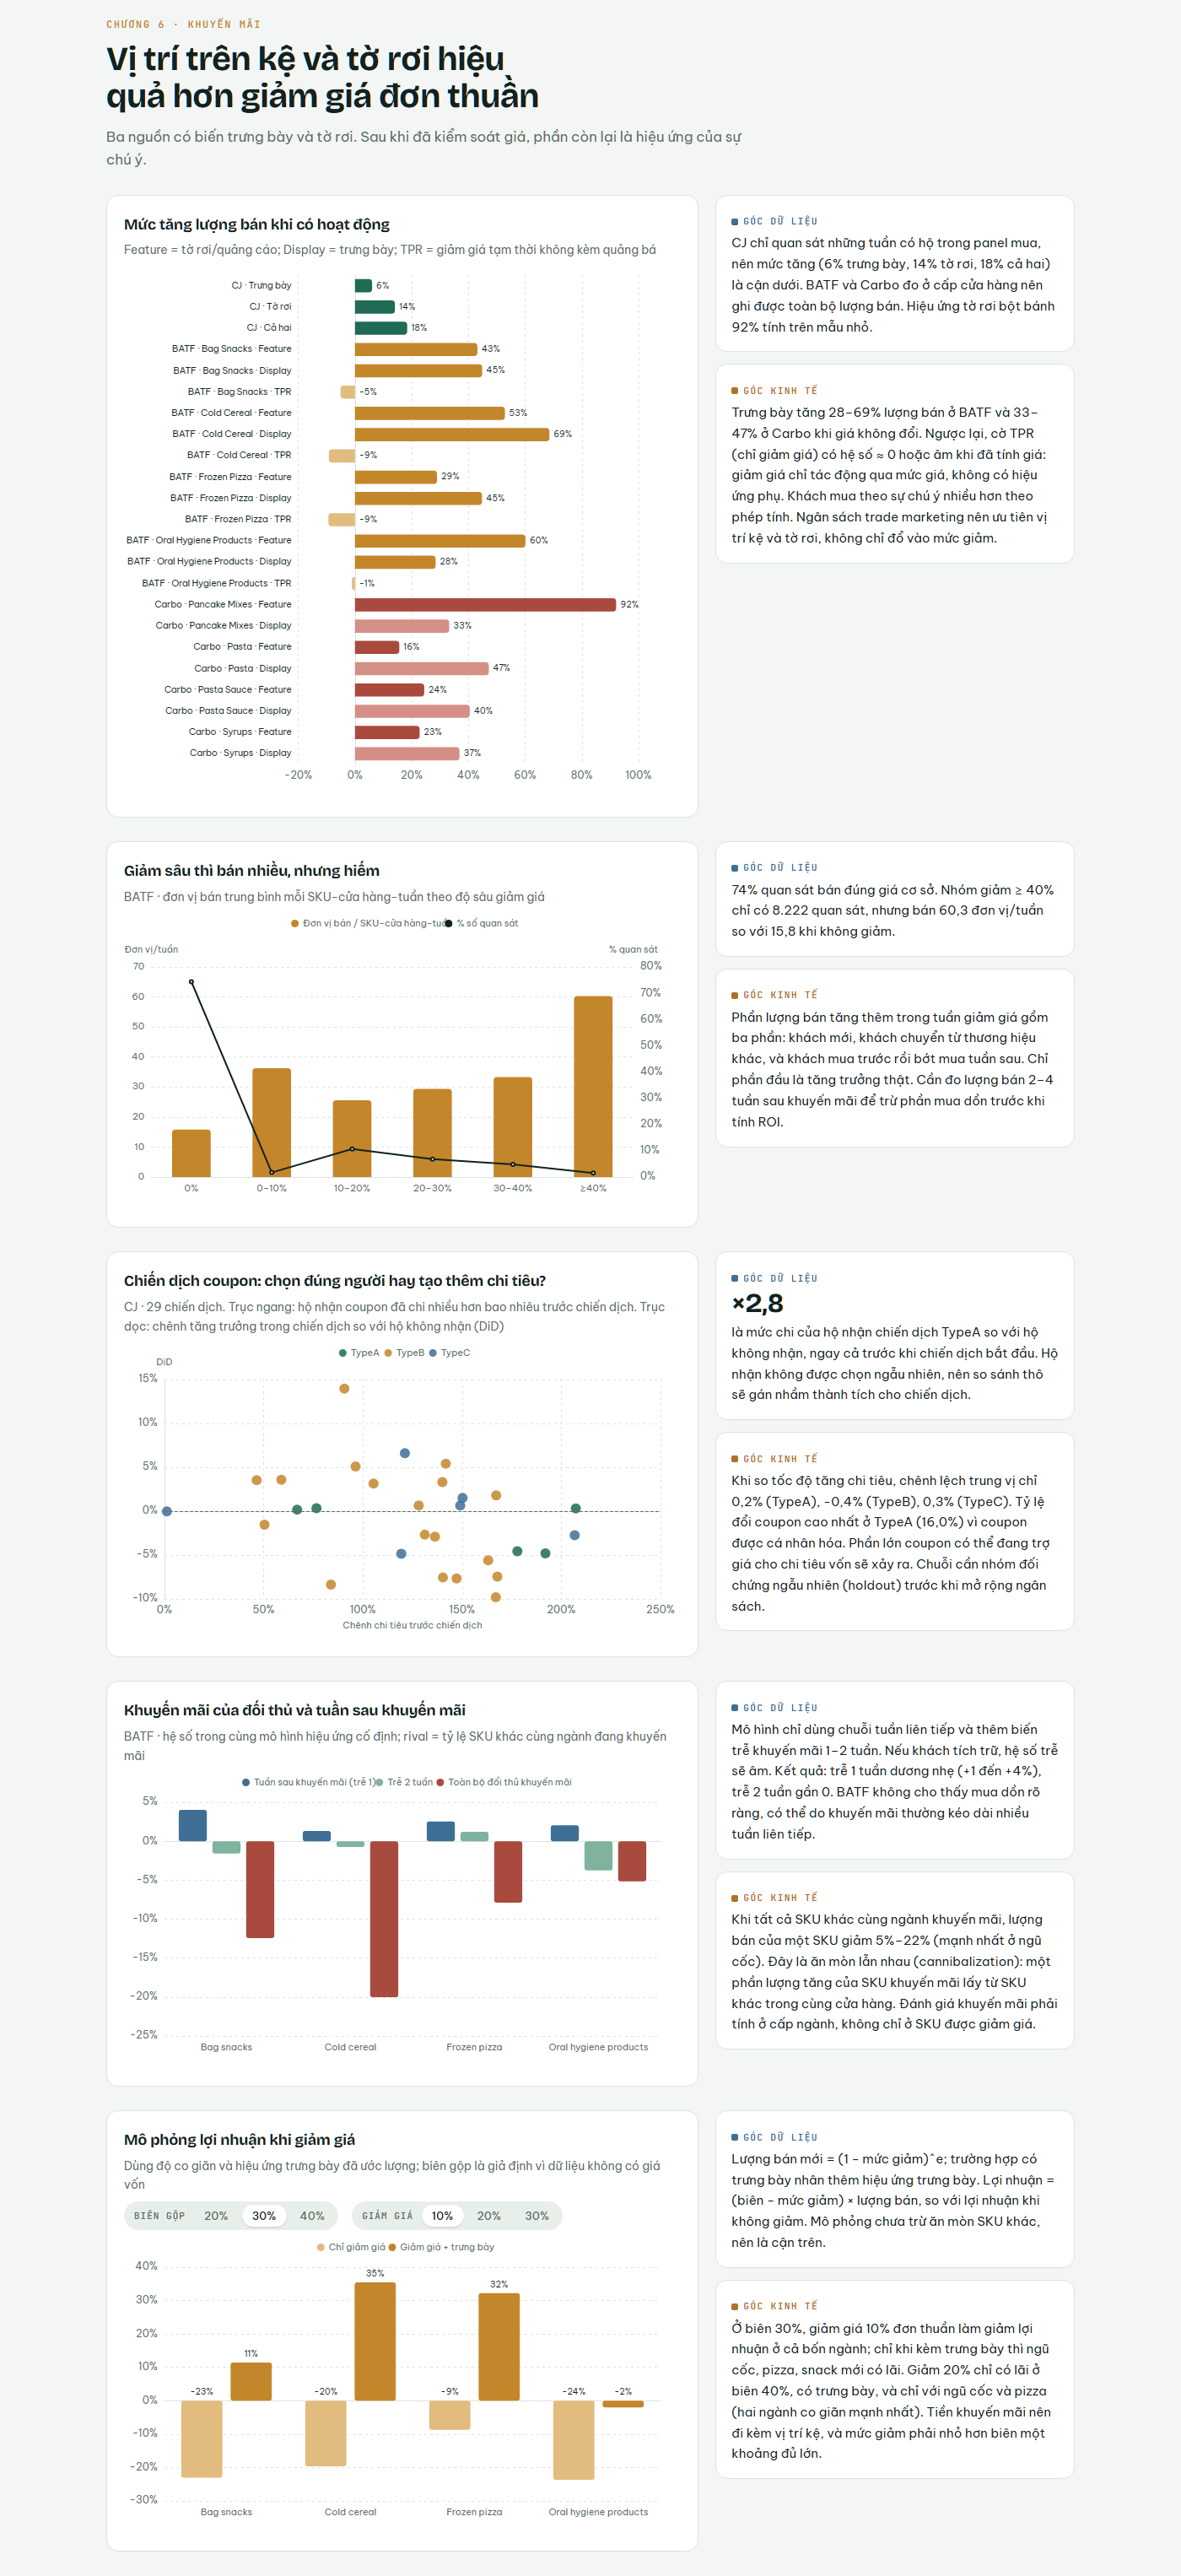 CHƯƠNG 6 · KHUYẾN MÃI
Vị trí trên kệ và tờ rơi hiệu
quả hơn giảm giá đơn thuần
Ba nguồn có biến trưng bày và tờ rơi. Sau khi đã kiểm soát giá, phần còn lại là hiệu ứng của sự
chú ý.
Mức tăng lượng bán khi có hoạt động
Feature = tờ rơi/quảng cáo; Display = trưng bày; TPR = giảm giá tạm thời không kèm quảng bá
CJ · Trưng bày 6%
CJ · Tờ rơi 14%
CJ · Cả hai 18%
BATF · Bag Snacks · Feature 43%
BATF · Bag Snacks · Display 45%
BATF · Bag Snacks · TPR -5%
BATF · Cold Cereal · Feature 53%
BATF · Cold Cereal · Display 69%
BATF · Cold Cereal · TPR -9%
BATF · Frozen Pizza · Feature 29%
BATF · Frozen Pizza · Display 45%
BATF · Frozen Pizza · TPR -9%
BATF · Oral Hygiene Products · Feature 60%
BATF · Oral Hygiene Products · Display 28%
BATF · Oral Hygiene Products · TPR -1%
Carbo · Pancake Mixes · Feature 92%
Carbo · Pancake Mixes · Display 33%
Carbo · Pasta · Feature 16%
Carbo · Pasta · Display 47%
Carbo · Pasta Sauce · Feature 24%
Carbo · Pasta Sauce · Display 40%
Carbo · Syrups · Feature 23%
Carbo · Syrups · Display 37%
-20% 0% 20% 40% 60% 80% 100%
GÓC DỮ LIỆU
CJ chỉ quan sát những tuần có hộ trong panel mua,
nên mức tăng (6% trưng bày, 14% tờ rơi, 18% cả hai)
là cận dưới. BATF và Carbo đo ở cấp cửa hàng nên
ghi được toàn bộ lượng bán. Hiệu ứng tờ rơi bột bánh
92% tính trên mẫu nhỏ.
GÓC KINH TẾ
Trưng bày tăng 28–69% lượng bán ở BATF và 33–
47% ở Carbo khi giá không đổi. Ngược lại, cờ TPR
(chỉ giảm giá) có hệ số ≈ 0 hoặc âm khi đã tính giá:
giảm giá chỉ tác động qua mức giá, không có hiệu
ứng phụ. Khách mua theo sự chú ý nhiều hơn theo
phép tính. Ngân sách trade marketing nên ưu tiên vị
trí kệ và tờ rơi, không chỉ đổ vào mức giảm.
Giảm sâu thì bán nhiều, nhưng hiếm
BATF · đơn vị bán trung bình mỗi SKU-cửa hàng-tuần theo độ sâu giảm giá
Đơn vị bán / SKU-cửa hàng-tuầ % số quan sát
Đơn vị/tuần % quan sát
70 80%
70%
60
60%
50
50%
40
40%
30
30%
20
20%
10
10%
0 0%
0% 0–10% 10–20% 20–30% 30–40% ≥40%
GÓC DỮ LIỆU
74% quan sát bán đúng giá cơ sở. Nhóm giảm ≥ 40%
chỉ có 8.222 quan sát, nhưng bán 60,3 đơn vị/tuần
so với 15,8 khi không giảm.
GÓC KINH TẾ
Phần lượng bán tăng thêm trong tuần giảm giá gồm
ba phần: khách mới, khách chuyển từ thương hiệu
khác, và khách mua trước rồi bớt mua tuần sau. Chỉ
phần đầu là tăng trưởng thật. Cần đo lượng bán 2–4
tuần sau khuyến mãi để trừ phần mua dồn trước khi
tính ROI.
Chiến dịch coupon: chọn đúng người hay tạo thêm chi tiêu?
CJ · 29 chiến dịch. Trục ngang: hộ nhận coupon đã chi nhiều hơn bao nhiêu trước chiến dịch. Trục
dọc: chênh tăng trưởng trong chiến dịch so với hộ không nhận (DiD)
TypeA TypeB TypeC
DiD
15%
10%
5%
0%
-5%
-10%
0% 50% 100% 150% 200% 250%
Chênh chi tiêu trước chiến dịch
GÓC DỮ LIỆU
×2,8
là mức chi của hộ nhận chiến dịch TypeA so với hộ
không nhận, ngay cả trước khi chiến dịch bắt đầu. Hộ
nhận không được chọn ngẫu nhiên, nên so sánh thô
sẽ gán nhầm thành tích cho chiến dịch.
GÓC KINH TẾ
Khi so tốc độ tăng chi tiêu, chênh lệch trung vị chỉ
0,2% (TypeA), -0,4% (TypeB), 0,3% (TypeC). Tỷ lệ
đổi coupon cao nhất ở TypeA (16,0%) vì coupon
được cá nhân hóa. Phần lớn coupon có thể đang trợ
giá cho chi tiêu vốn sẽ xảy ra. Chuỗi cần nhóm đối
chứng ngẫu nhiên (holdout) trước khi mở rộng ngân
sách.
Khuyến mãi của đối thủ và tuần sau khuyến mãi
BATF · hệ số trong cùng mô hình hiệu ứng cố định; rival = tỷ lệ SKU khác cùng ngành đang khuyến
mãi
Tuần sau khuyến mãi (trễ 1) Trễ 2 tuần Toàn bộ đối thủ khuyến mãi
5%
0%
-5%
-10%
-15%
-20%
-25%
Bag snacks Cold cereal Frozen pizza Oral hygiene products
GÓC DỮ LIỆU
Mô hình chỉ dùng chuỗi tuần liên tiếp và thêm biến
trễ khuyến mãi 1–2 tuần. Nếu khách tích trữ, hệ số trễ
sẽ âm. Kết quả: trễ 1 tuần dương nhẹ (+1 đến +4%),
trễ 2 tuần gần 0. BATF không cho thấy mua dồn rõ
ràng, có thể do khuyến mãi thường kéo dài nhiều
tuần liên tiếp.
GÓC KINH TẾ
Khi tất cả SKU khác cùng ngành khuyến mãi, lượng
bán của một SKU giảm 5%–22% (mạnh nhất ở ngũ
cốc). Đây là ăn mòn lẫn nhau (cannibalization): một
phần lượng tăng của SKU khuyến mãi lấy từ SKU
khác trong cùng cửa hàng. Đánh giá khuyến mãi phải
tính ở cấp ngành, không chỉ ở SKU được giảm giá.
Mô phỏng lợi nhuận khi giảm giá
Dùng độ co giãn và hiệu ứng trưng bày đã ước lượng; biên gộp là giả định vì dữ liệu không có giá
vốn
BIÊN GỘP 20% 30% 40% GIẢM GIÁ 10% 20% 30%
Chỉ giảm giá Giảm giá + trưng bày
40%
30%
20%
10%
0%
-10%
-20%
-30%
-23% 11% -20% 35% -9% 32% -24% -2%
Bag snacks Cold cereal Frozen pizza Oral hygiene products
GÓC DỮ LIỆU
Lượng bán mới = (1 - mức giảm)^e; trường hợp có
trưng bày nhân thêm hiệu ứng trưng bày. Lợi nhuận =
(biên - mức giảm) × lượng bán, so với lợi nhuận khi
không giảm. Mô phỏng chưa trừ ăn mòn SKU khác,
nên là cận trên.
GÓC KINH TẾ
Ở biên 30%, giảm giá 10% đơn thuần làm giảm lợi
nhuận ở cả bốn ngành; chỉ khi kèm trưng bày thì ngũ
cốc, pizza, snack mới có lãi. Giảm 20% chỉ có lãi ở
biên 40%, có trưng bày, và chỉ với ngũ cốc và pizza
(hai ngành co giãn mạnh nhất). Tiền khuyến mãi nên
đi kèm vị trí kệ, và mức giảm phải nhỏ hơn biên một
khoảng đủ lớn.